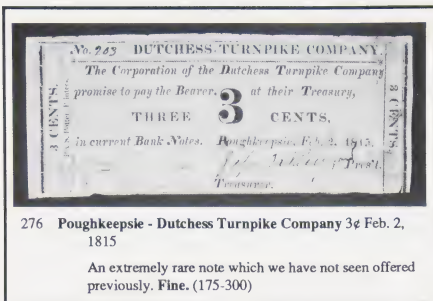 No. 203 DUTCHESS TURNPIKE COMPANY.
The Corporation of the Dutchess Turnpike Company
promise to pay the Bearer, 3 at their Treasury,
THREE CENTS,
in current Bank Notes. Poughkeepsie, Feb. 2, 1815.
Pres't.
Treasurer.
3 CENTS.
3 CENTS.
276 Poughkeepsie - Dutchess Turnpike Company 3¢ Feb. 2,
1815
An extremely rare note which we have not seen offered
previously. Fine. (175-300)